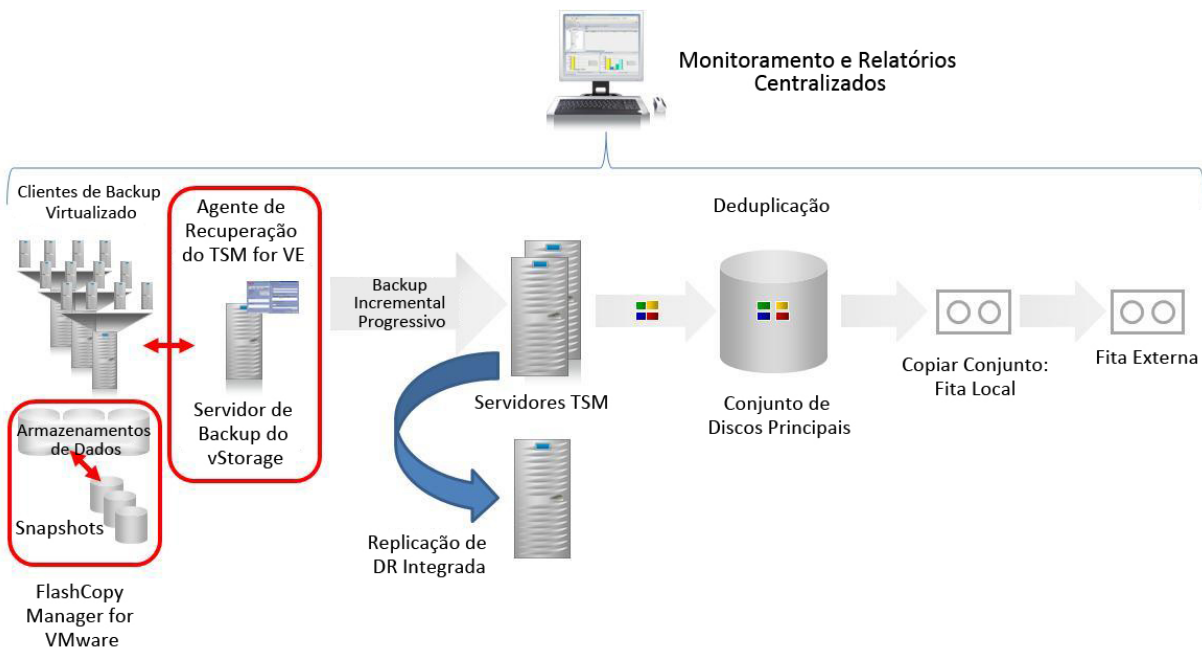 Monitoramento e Relatórios
Centralizados
Clientes de Backup
Virtualizado
Agente de
Recuperação
do TSM for VE
Servidor de
Backup do
vStorage
Armazenamentos
de Dados
Snapshots
FlashCopy
Manager for
VMware
Backup
Incremental
Progressivo
Servidores TSM
Replicação de
DR Integrada
Deduplicação
Conjunto de
Discos Principais
Copiar Conjunto:
Fita Local
Fita Externa